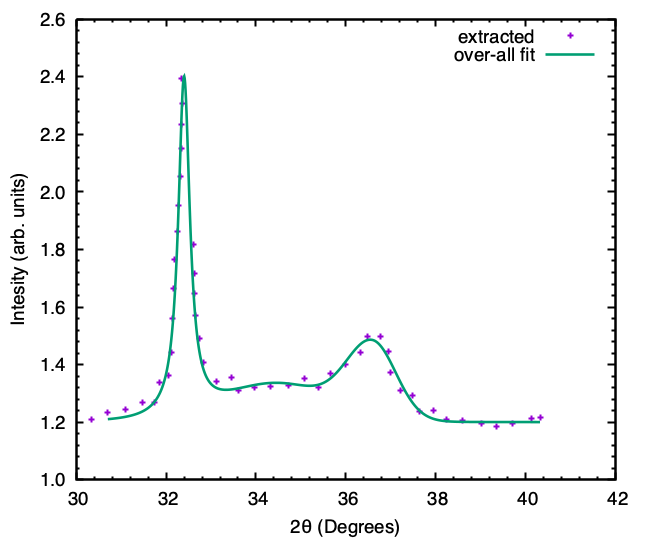 2.6
2.4
2.2
2.0
1.8
1.6
1.4
1.2
1.0
30 32 34 36 38 40 42
Intesity (arb. units)
2θ (Degrees)
extracted
over-all fit